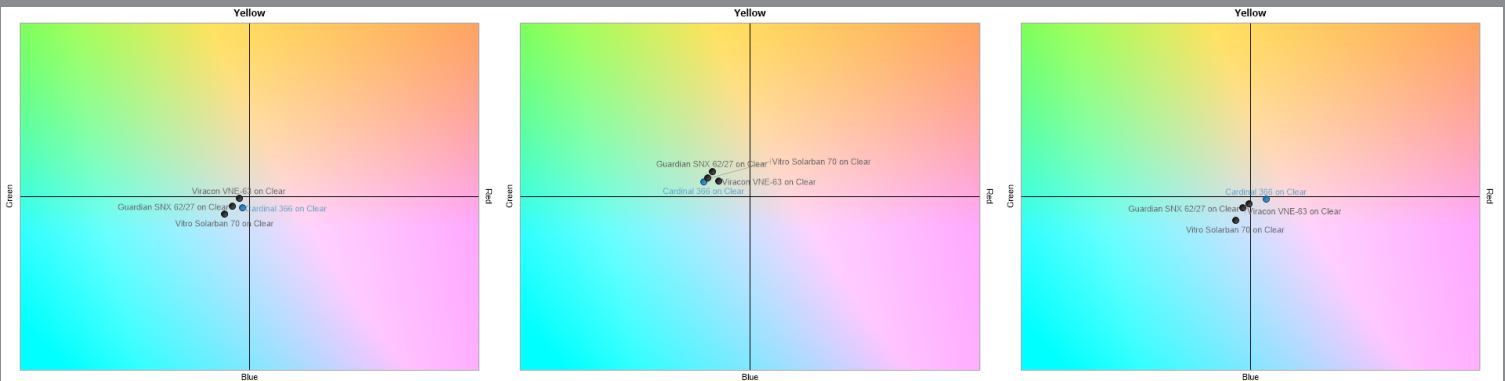 Yellow
Green
Viracon VNE-63 on Clear
Guardian SNX 62/27 on Clear
Cardinal 366 on Clear
Vitro Solarban 70 on Clear
Red
Blue
Yellow
Green
Guardian SNX 62/27 on Clear
Vitro Solarban 70 on Clear
Viracon VNE-63 on Clear
Cardinal 366 on Clear
Red
Blue
Yellow
Green
Cardinal 366 on Clear
Guardian SNX 62/27 on Clear
Viracon VNE-63 on Clear
Vitro Solarban 70 on Clear
Red
Blue